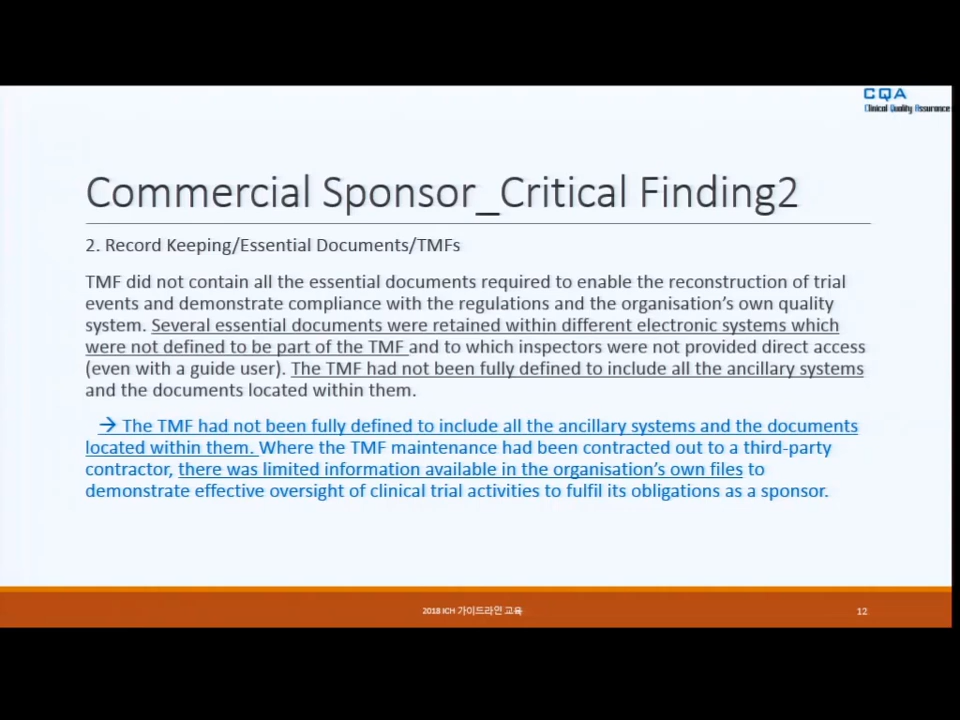 CQA
Clinical Quality Assurance
Commercial Sponsor_Critical Finding2
2. Record Keeping/Essential Documents/TMFs
TMF did not contain all the essential documents required to enable the reconstruction of trial
events and demonstrate compliance with the regulations and the organisation's own quality
system. Several essential documents were retained within different electronic systems which
were not defined to be part of the TMF and to which inspectors were not provided direct access
(even with a guide user). The TMF had not been fully defined to include all the ancillary systems
and the documents located within them.
→ The TMF had not been fully defined to include all the ancillary systems and the documents
located within them. Where the TMF maintenance had been contracted out to a third-party
contractor, there was limited information available in the organisation's own files to
demonstrate effective oversight of clinical trial activities to fulfil its obligations as a sponsor.
2018 ICH 가이드라인 교육
12